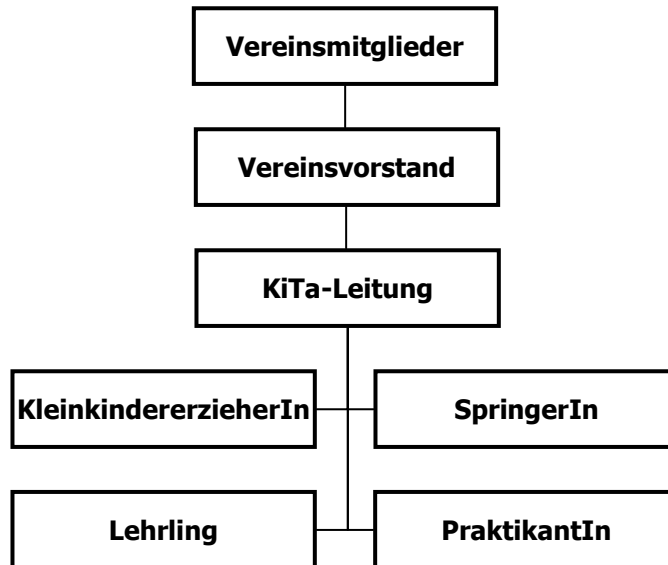 Vereinsmitglieder
Vereinsvorstand
KiTa-Leitung
KleinkindererzieherIn
SpringerIn
Lehrling
PraktikantIn